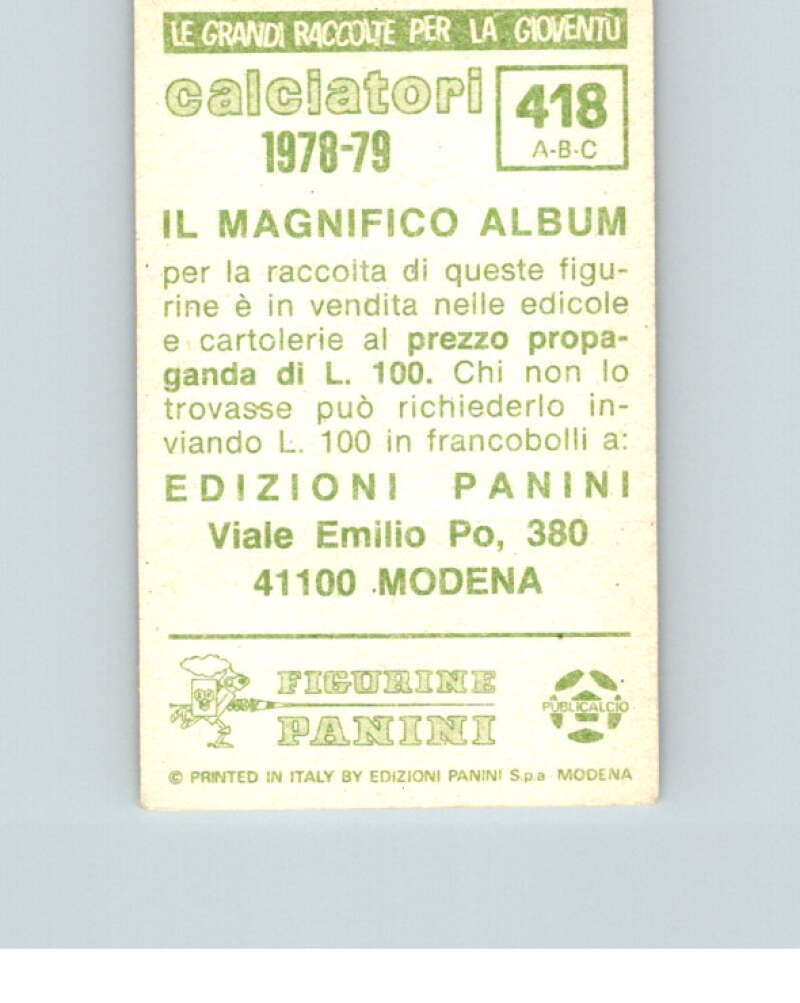 LE GRANDI RACCOLTE PER LA GIOVENTÙ
calciatori
1978-79
418
A-B-C
IL MAGNIFICO ALBUM
per la raccolta di queste figu-
rine è in vendita nelle edicole
e cartolerie al prezzo propa-
ganda di L. 100. Chi non lo
trovasse può richiederlo in-
viando L. 100 in francobolli a:
EDIZIONI PANINI
Viale Emilio Po, 380
41100 MODENA
FIGURINE
PANINI
PUBLICALCIO
© PRINTED IN ITALY BY EDIZIONI PANINI S.p.a MODENA